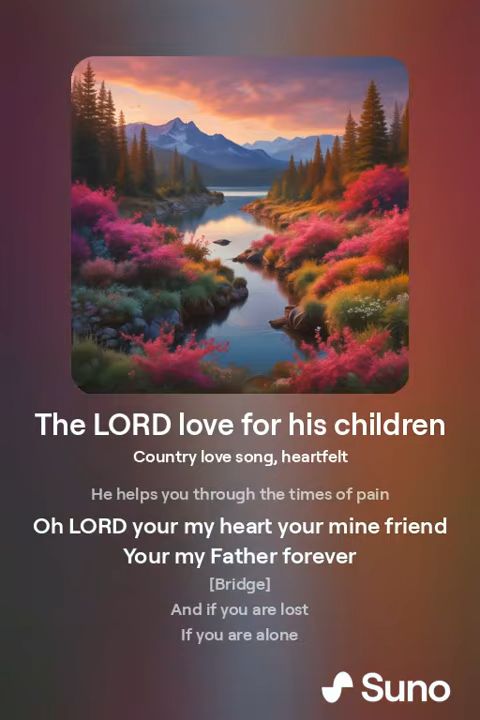 The LORD love for his children
Country love song, heartfelt
He helps you through the times of pain
Oh LORD your my heart your mine friend
Your my Father forever
[Bridge]
And if you are lost
If you are alone
Suno